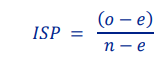 ISP = (o − e) / n − e